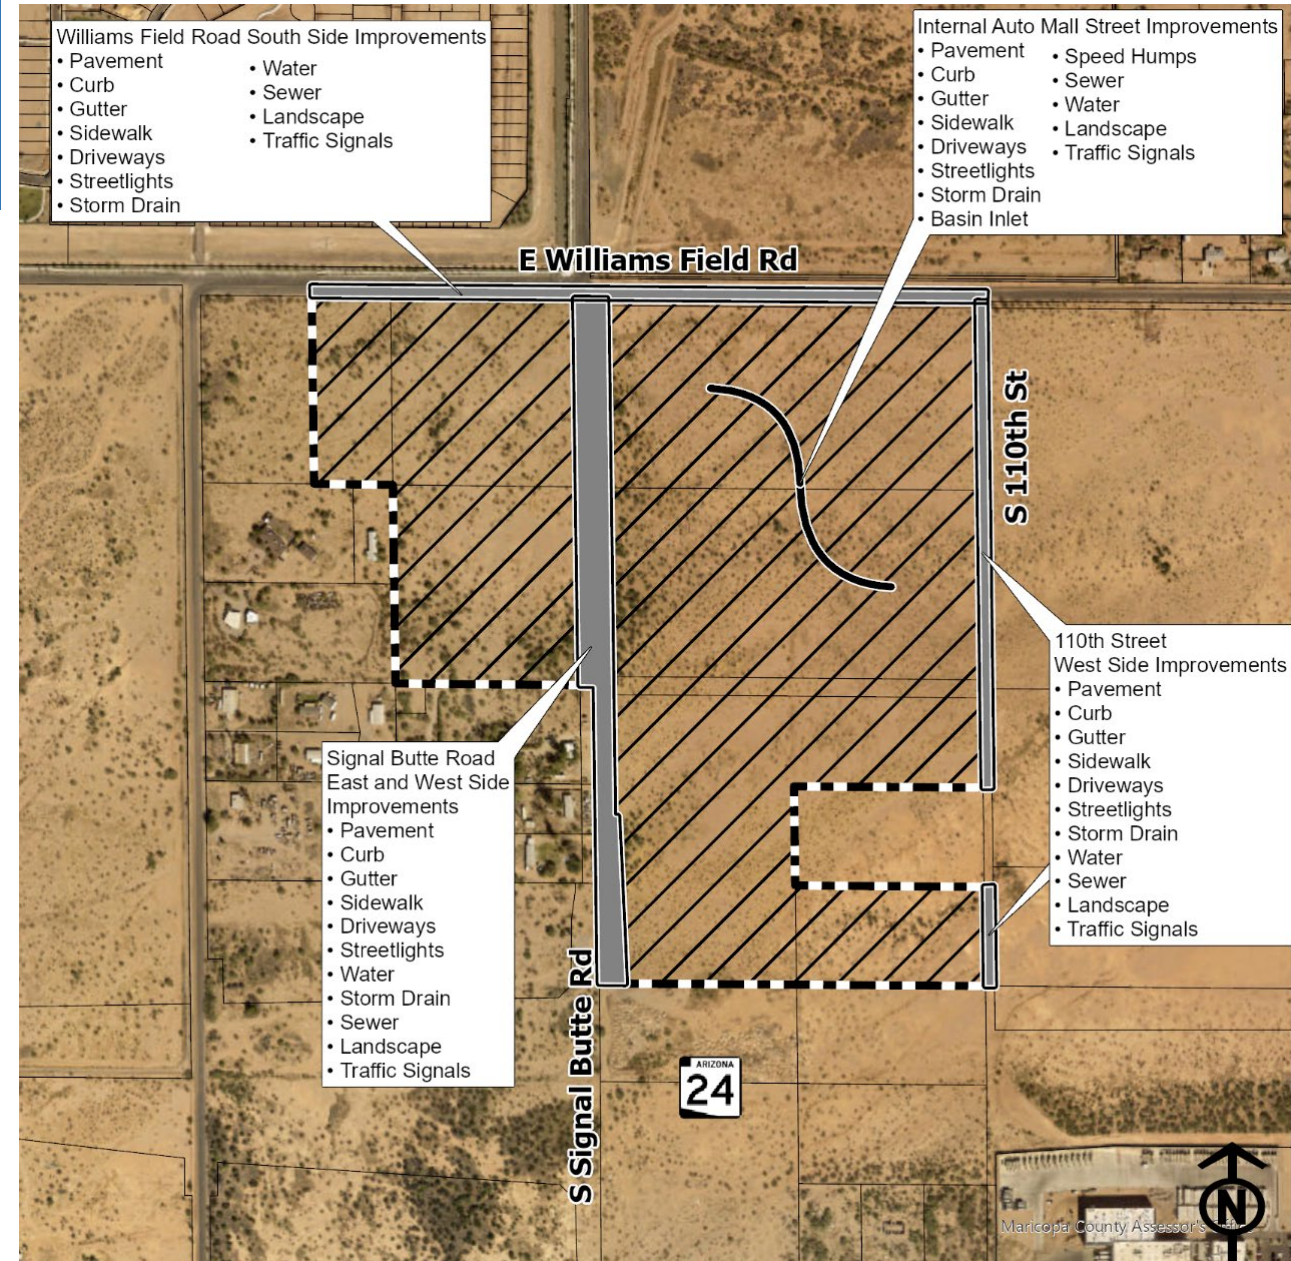 Williams Field Road South Side Improvements
• Pavement
• Curb
• Gutter
• Sidewalk
• Driveways
• Streetlights
• Storm Drain
• Water
• Sewer
• Landscape
• Traffic Signals
Internal Auto Mall Street Improvements
• Pavement
• Curb
• Gutter
• Sidewalk
• Driveways
• Streetlights
• Storm Drain
• Basin Inlet
• Speed Humps
• Sewer
• Water
• Landscape
• Traffic Signals
E Williams Field Rd
S 110th St
110th Street
West Side Improvements
• Pavement
• Curb
• Gutter
• Sidewalk
• Driveways
• Streetlights
• Storm Drain
• Water
• Sewer
• Landscape
• Traffic Signals
Signal Butte Road
East and West Side
Improvements
• Pavement
• Curb
• Gutter
• Sidewalk
• Driveways
• Streetlights
• Water
• Storm Drain
• Sewer
• Landscape
• Traffic Signals
S Signal Butte Rd
ARIZONA
24
N
Maricopa County Assessor's Office